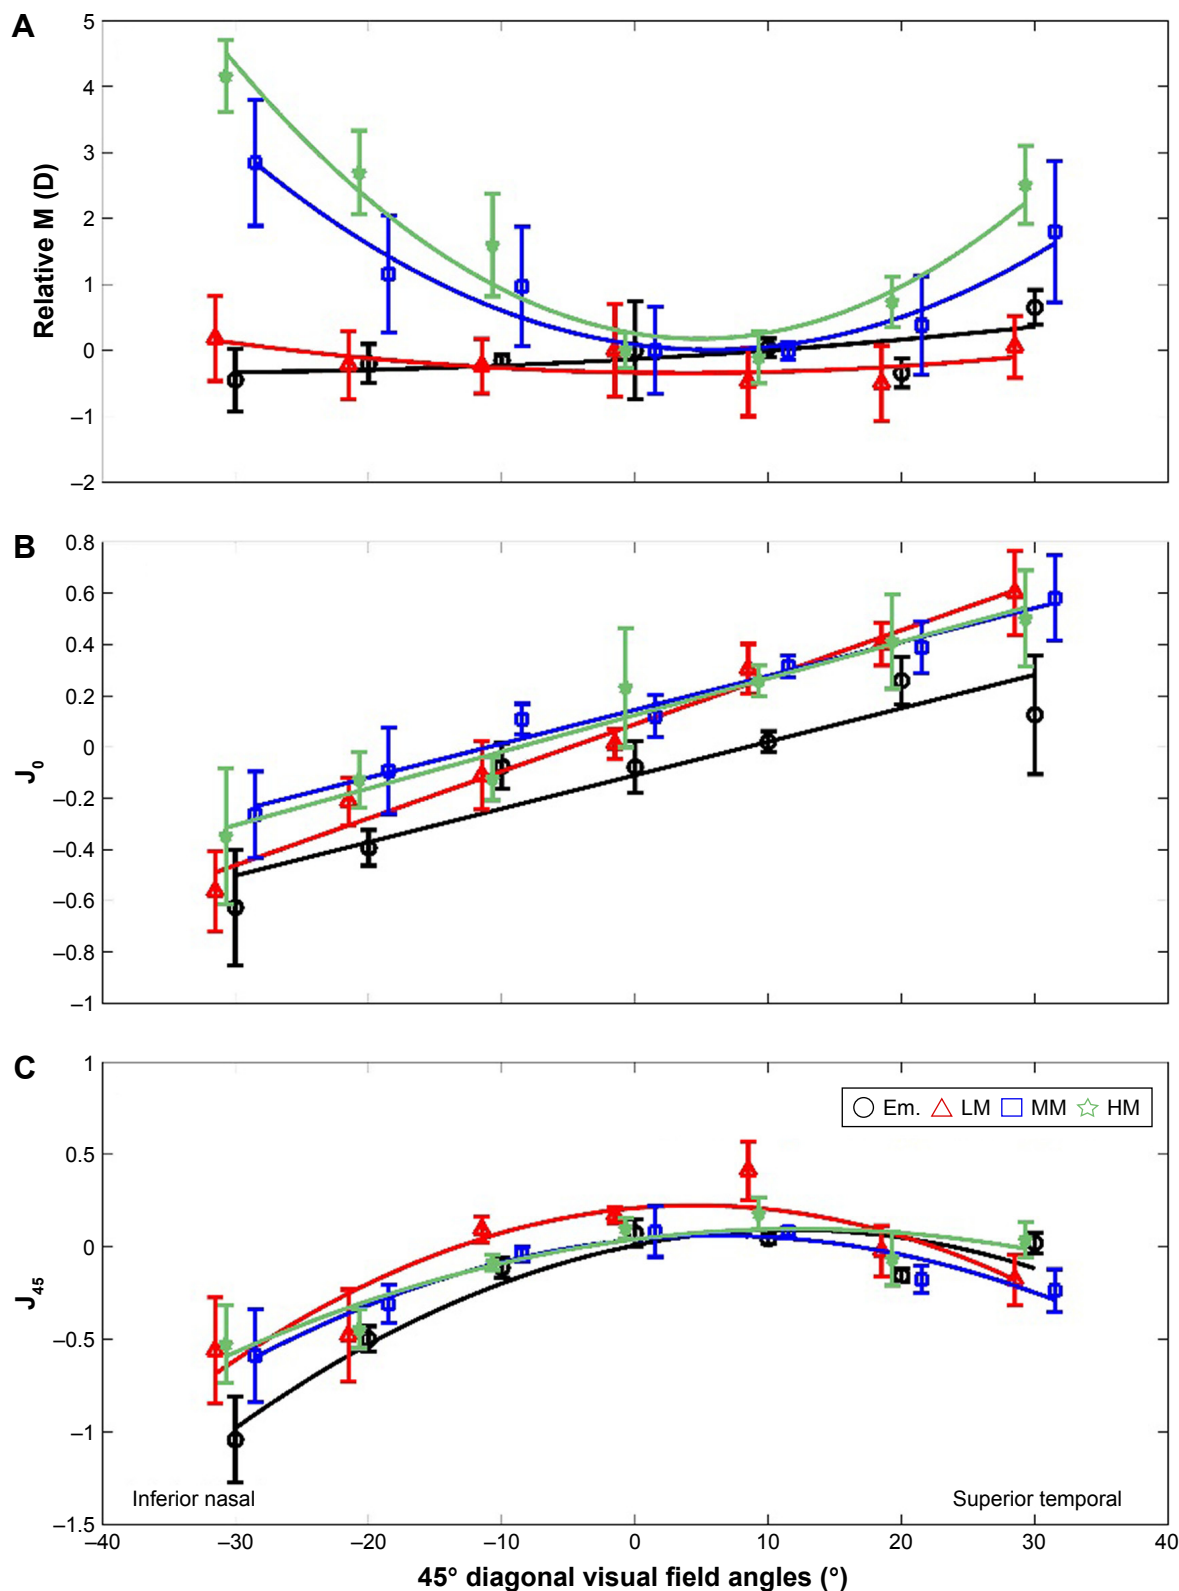 A
Relative M (D)
5
4
3
2
1
0
–1
–2
B
J0
0.8
0.6
0.4
0.2
0
–0.2
–0.4
–0.6
–0.8
–1
C
J45
1
0.5
0
–0.5
–1
–1.5
Em. LM MM HM
Inferior nasal
Superior temporal
–40 –30 –20 –10 0 10 20 30 40
45° diagonal visual field angles (°)